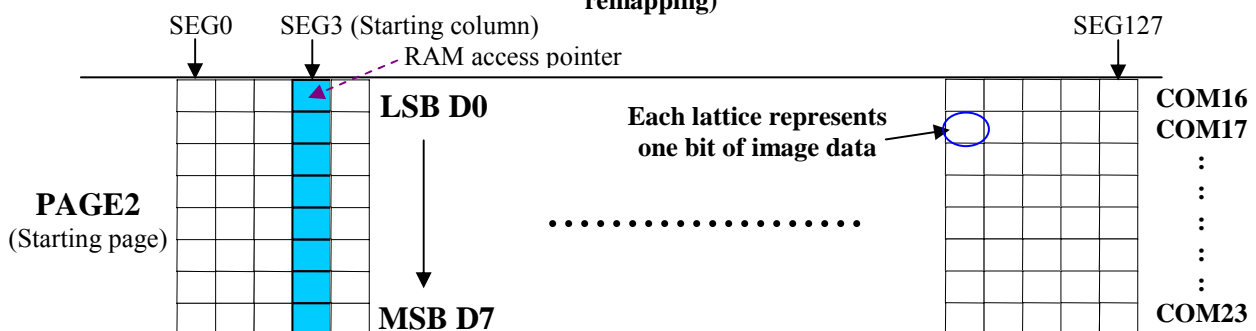 remapping)
SEG0 SEG3 (Starting column) SEG127
RAM access pointer
LSB D0
Each lattice represents
one bit of image data
COM16
COM17
:
:
:
:
:
PAGE2
(Starting page)
.....................
MSB D7
COM23